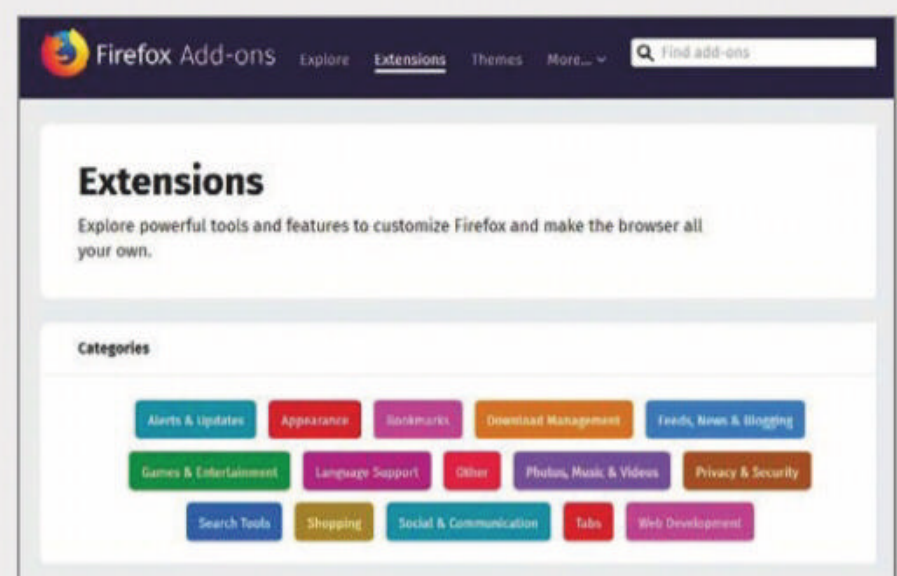 Firefox Add-ons Explore Extensions Themes More... Find add-ons
Extensions
Explore powerful tools and features to customize Firefox and make the browser all
your own.
Categories
Alerts & Updates Appearance Bookmarks Download Management Feeds, News & Blogging
Games & Entertainment Language Support Other Photos, Music & Videos Privacy & Security
Search Tools Shopping Social & Communication Tabs Web Development